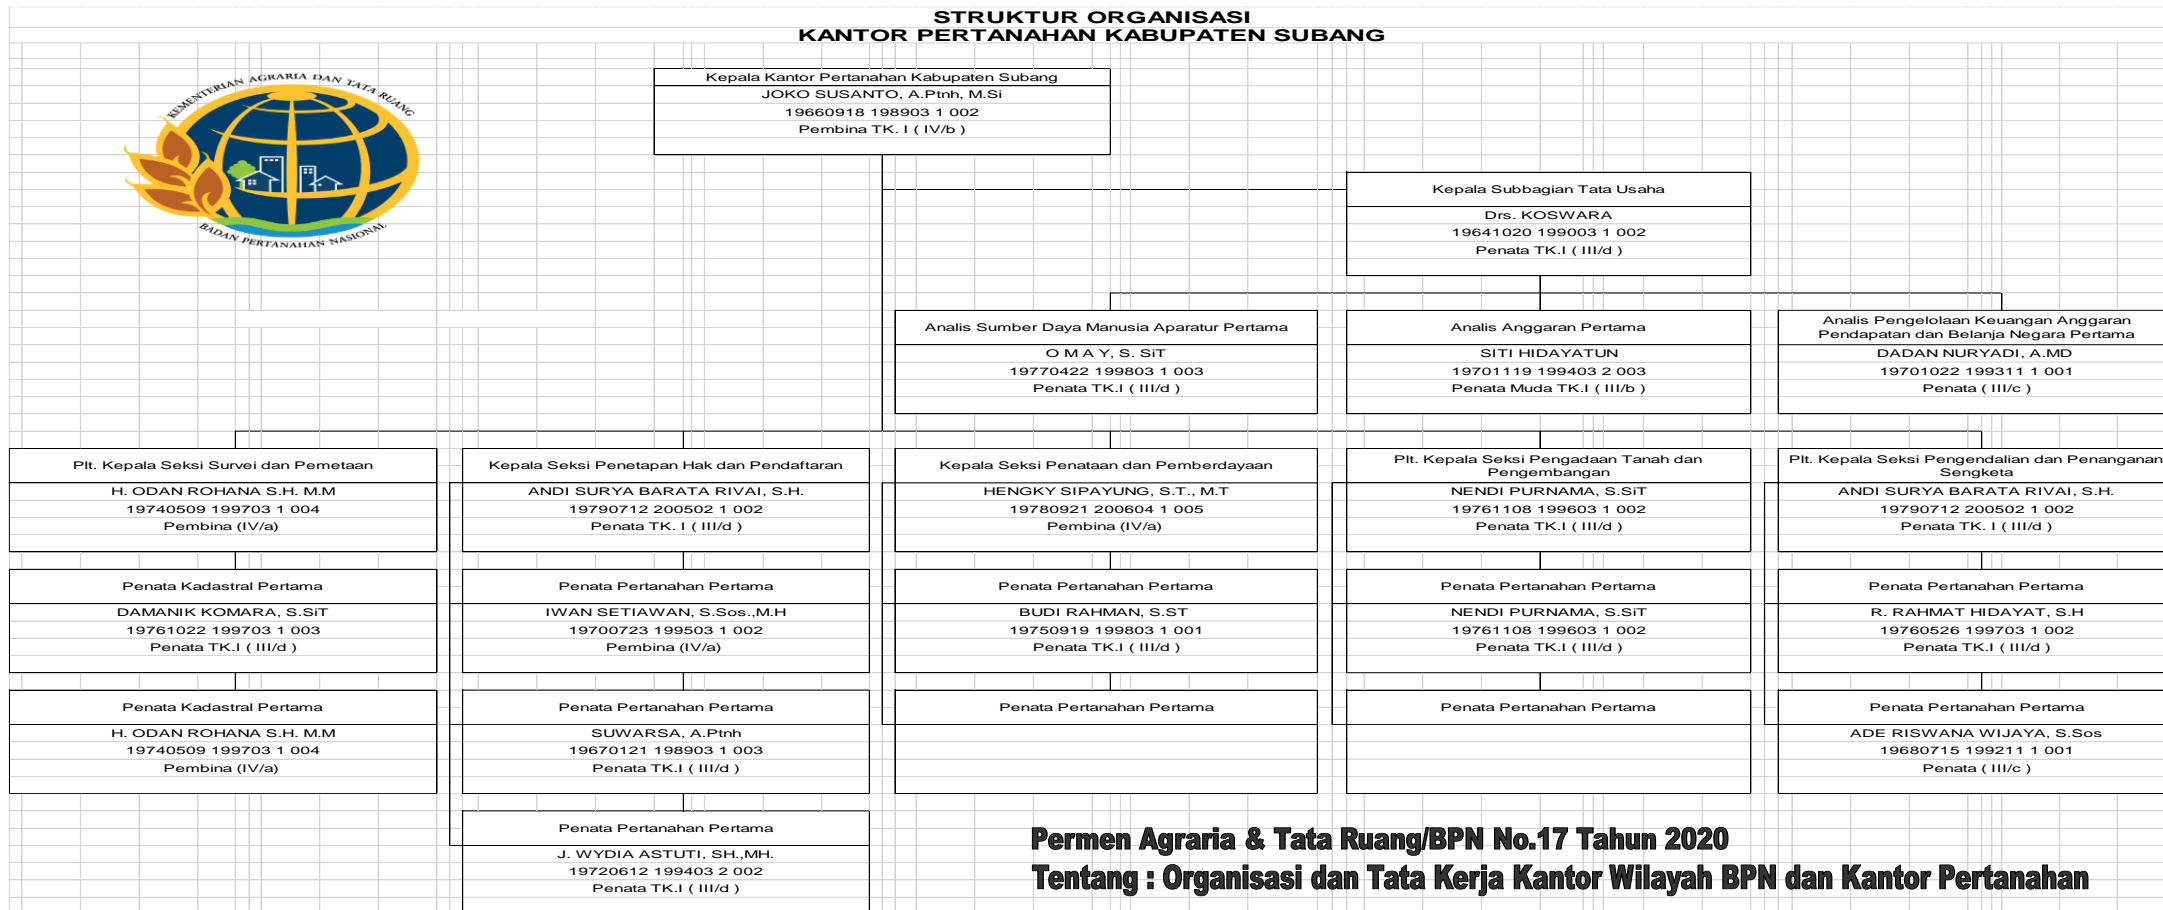 STRUKTUR ORGANISASI
KANTOR PERTANAHAN KABUPATEN SUBANG
KEMENTERIAN AGRARIA DAN TATA RUANG
BADAN PERTANAHAN NASIONAL
Kepala Kantor Pertanahan Kabupaten Subang
JOKO SUSANTO, A.Ptnh, M.Si
19660918 198903 1 002
Pembina TK. I ( IV/b )
Kepala Subbagian Tata Usaha
Drs. KOSWARA
19641020 199003 1 002
Penata TK.I ( III/d )
Analis Sumber Daya Manusia Aparatur Pertama
O M A Y, S. SiT
19770422 199803 1 003
Penata TK.I ( III/d )
Analis Anggaran Pertama
SITI HIDAYATUN
19701119 199403 2 003
Penata Muda TK.I ( III/b )
Analis Pengelolaan Keuangan Anggaran
Pendapatan dan Belanja Negara Pertama
DADAN NURYADI, A.MD
19701022 199311 1 001
Penata ( III/c )
Plt. Kepala Seksi Survei dan Pemetaan
H. ODAN ROHANA S.H. M.M
19740509 199703 1 004
Pembina (IV/a)
Kepala Seksi Penetapan Hak dan Pendaftaran
ANDI SURYA BARATA RIVAI, S.H.
19790712 200502 1 002
Penata TK. I ( III/d )
Kepala Seksi Penataan dan Pemberdayaan
HENGKY SIPAYUNG, S.T., M.T
19780921 200604 1 005
Pembina (IV/a)
Plt. Kepala Seksi Pengadaan Tanah dan
Pengembangan
NENDI PURNAMA, S.SiT
19761108 199603 1 002
Penata TK.I ( III/d )
Plt. Kepala Seksi Pengendalian dan Penanganan
Sengketa
ANDI SURYA BARATA RIVAI, S.H.
19790712 200502 1 002
Penata TK. I ( III/d )
Penata Kadastral Pertama
DAMANIK KOMARA, S.SiT
19761022 199703 1 003
Penata TK.I ( III/d )
Penata Pertanahan Pertama
IWAN SETIAWAN, S.Sos.,M.H
19700723 199503 1 002
Pembina (IV/a)
Penata Pertanahan Pertama
BUDI RAHMAN, S.ST
19750919 199803 1 001
Penata TK.I ( III/d )
Penata Pertanahan Pertama
NENDI PURNAMA, S.SiT
19761108 199603 1 002
Penata TK.I ( III/d )
Penata Pertanahan Pertama
R. RAHMAT HIDAYAT, S.H
19760526 199703 1 002
Penata TK.I ( III/d )
Penata Kadastral Pertama
H. ODAN ROHANA S.H. M.M
19740509 199703 1 004
Pembina (IV/a)
Penata Pertanahan Pertama
SUWARSA, A.Ptnh
19670121 198903 1 003
Penata TK.I ( III/d )
Penata Pertanahan Pertama
Penata Pertanahan Pertama
Penata Pertanahan Pertama
ADE RISWANA WIJAYA, S.Sos
19680715 199211 1 001
Penata ( III/c )
Penata Pertanahan Pertama
J. WYDIA ASTUTI, SH.,MH.
19720612 199403 2 002
Penata TK.I ( III/d )
Permen Agraria & Tata Ruang/BPN No.17 Tahun 2020
Tentang : Organisasi dan Tata Kerja Kantor Wilayah BPN dan Kantor Pertanahan